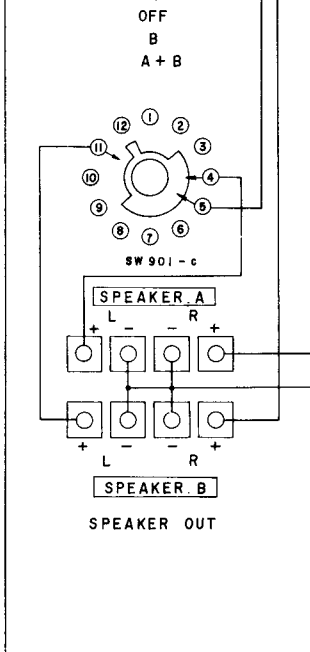 OFF
B
A + B
1
12
2
11
3
10
4
9
5
8
7
6
SW 901 - c
SPEAKER. A
L R
+ − − +
+ − − +
L R
SPEAKER. B
SPEAKER OUT